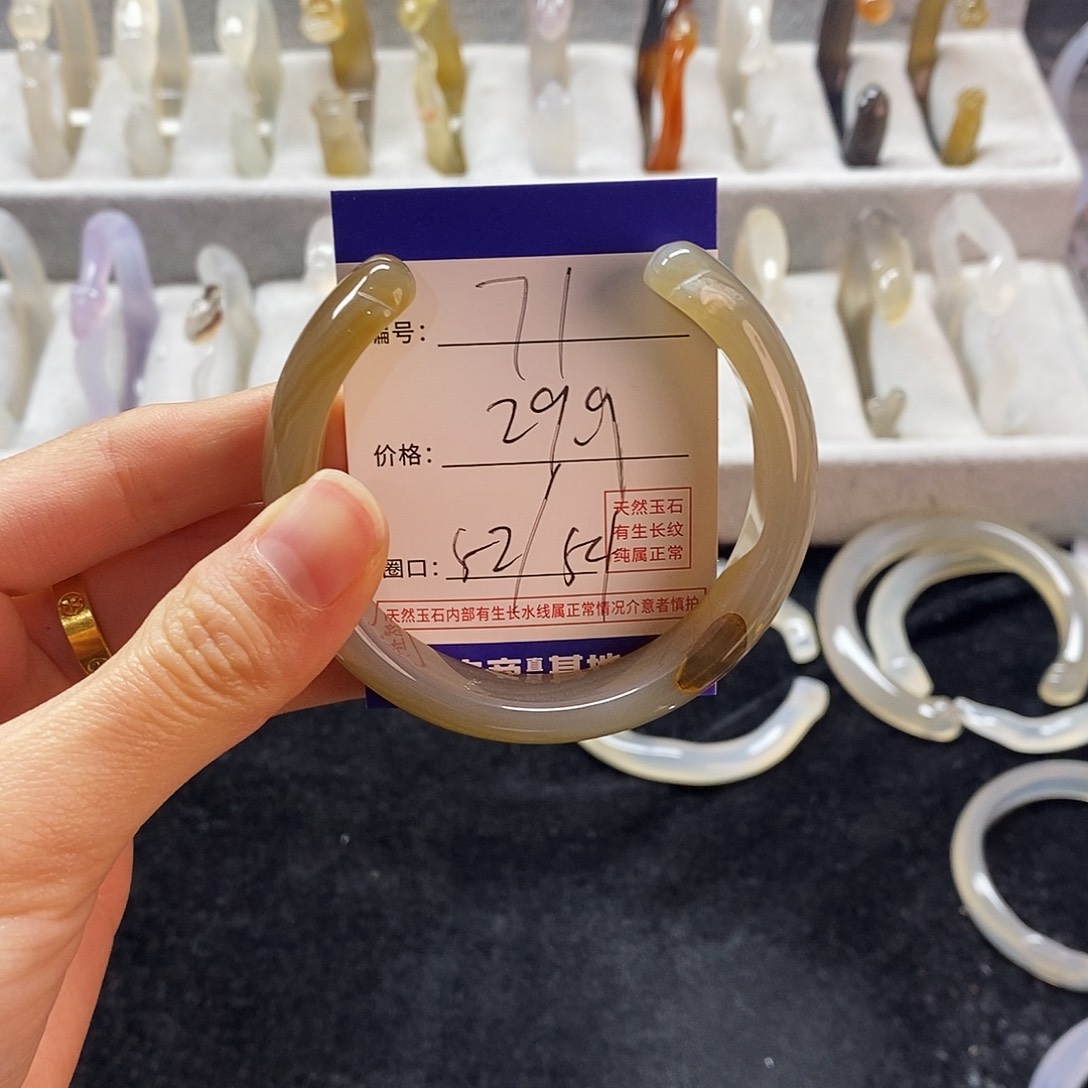 编号: 71
价格: 299
圈口: 52/54
天然玉石
有生长纹
纯属正常
天然玉石内部有生长水线属正常情况介意者慎拍
基地